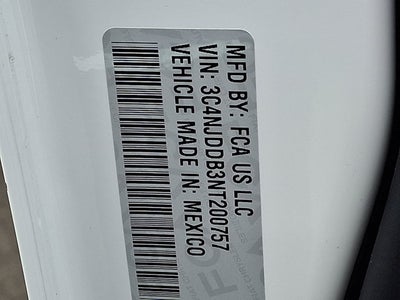 MFD BY: FCA US LLC
VIN: 3C4NJDDB3NT200757
VEHICLE MADE IN: MEXICO